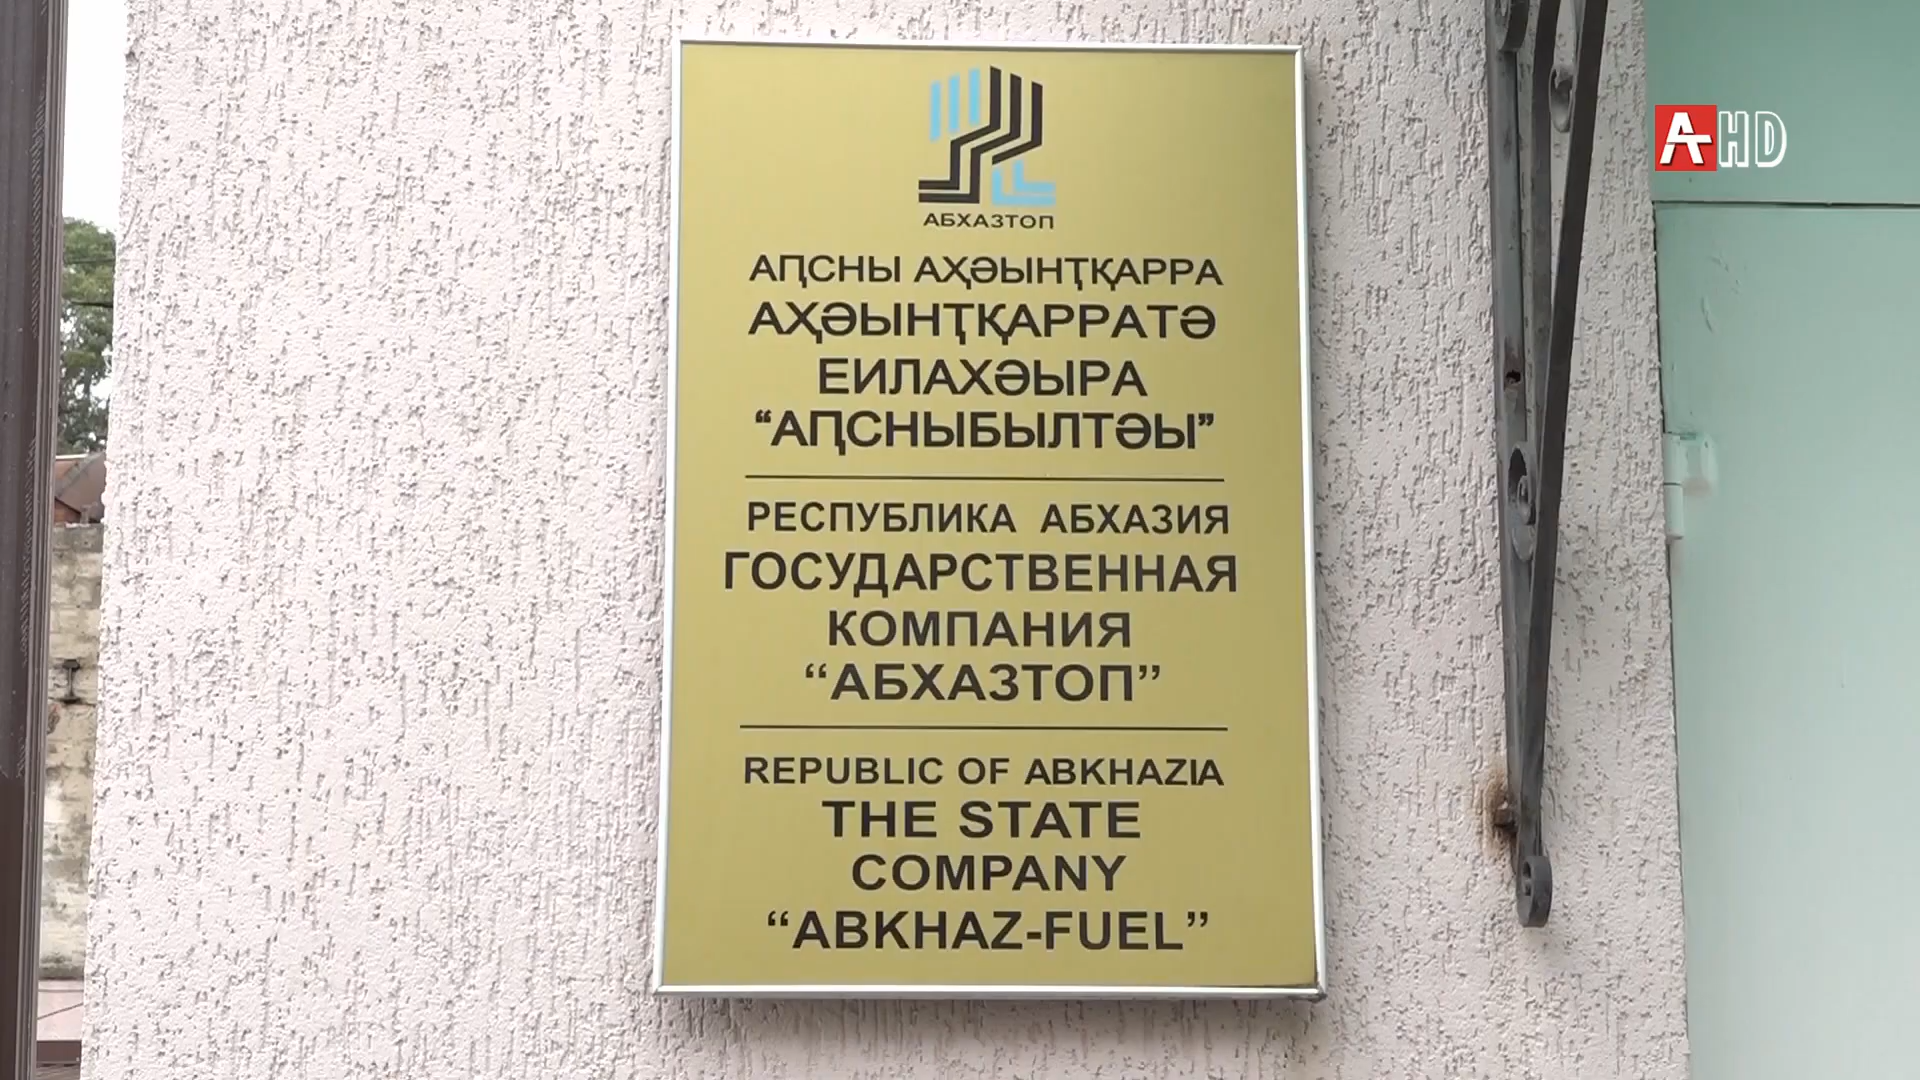 AHD
АБХАЗТОП
АԤСНЫ АҲӘЫНҬҚАРРА
АҲӘЫНҬҚАРРАТӘ
ЕИЛАХӘЫРА
“АԤСНЫБЫЛТӘЫ”
РЕСПУБЛИКА АБХАЗИЯ
ГОСУДАРСТВЕННАЯ
КОМПАНИЯ
“АБХАЗТОП”
REPUBLIC OF ABKHAZIA
THE STATE
COMPANY
“ABKHAZ-FUEL”